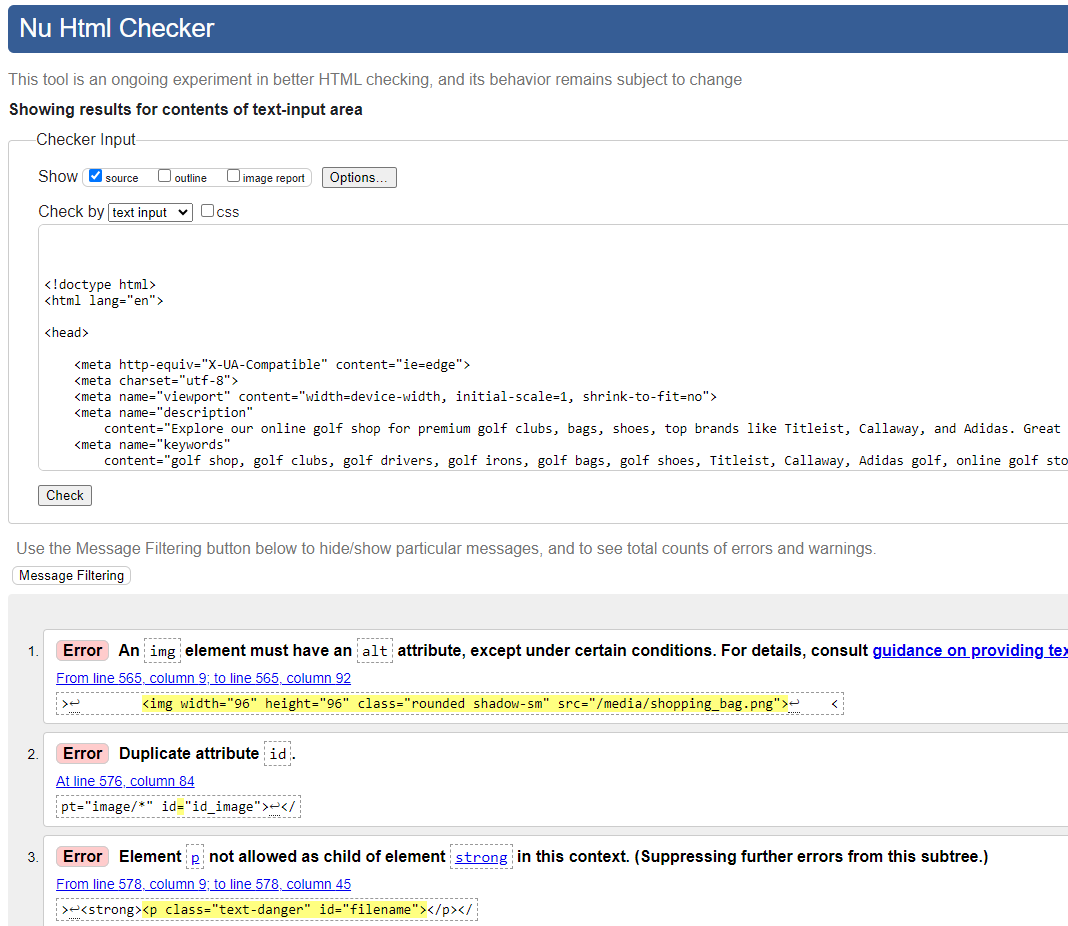 Nu Html Checker
This tool is an ongoing experiment in better HTML checking, and its behavior remains subject to change
Showing results for contents of text-input area
Checker Input
Show source outline image report Options...
Check by text input css
<!doctype html>
<html lang="en">
<head>
<meta http-equiv="X-UA-Compatible" content="ie=edge">
<meta charset="utf-8">
<meta name="viewport" content="width=device-width, initial-scale=1, shrink-to-fit=no">
<meta name="description"
content="Explore our online golf shop for premium golf clubs, bags, shoes, top brands like Titleist, Callaway, and Adidas. Great
<meta name="keywords"
content="golf shop, golf clubs, golf drivers, golf irons, golf bags, golf shoes, Titleist, Callaway, Adidas golf, online golf sto
Check
Use the Message Filtering button below to hide/show particular messages, and to see total counts of errors and warnings.
Message Filtering
1. Error An img element must have an alt attribute, except under certain conditions. For details, consult guidance on providing tex
From line 565, column 9; to line 565, column 92
>↩ <img width="96" height="96" class="rounded shadow-sm" src="/media/shopping_bag.png">↩ <
2. Error Duplicate attribute id.
At line 576, column 84
pt="image/*" id="id_image">↩</
3. Error Element p not allowed as child of element strong in this context. (Suppressing further errors from this subtree.)
From line 578, column 9; to line 578, column 45
>↩<strong><p class="text-danger" id="filename"></p></